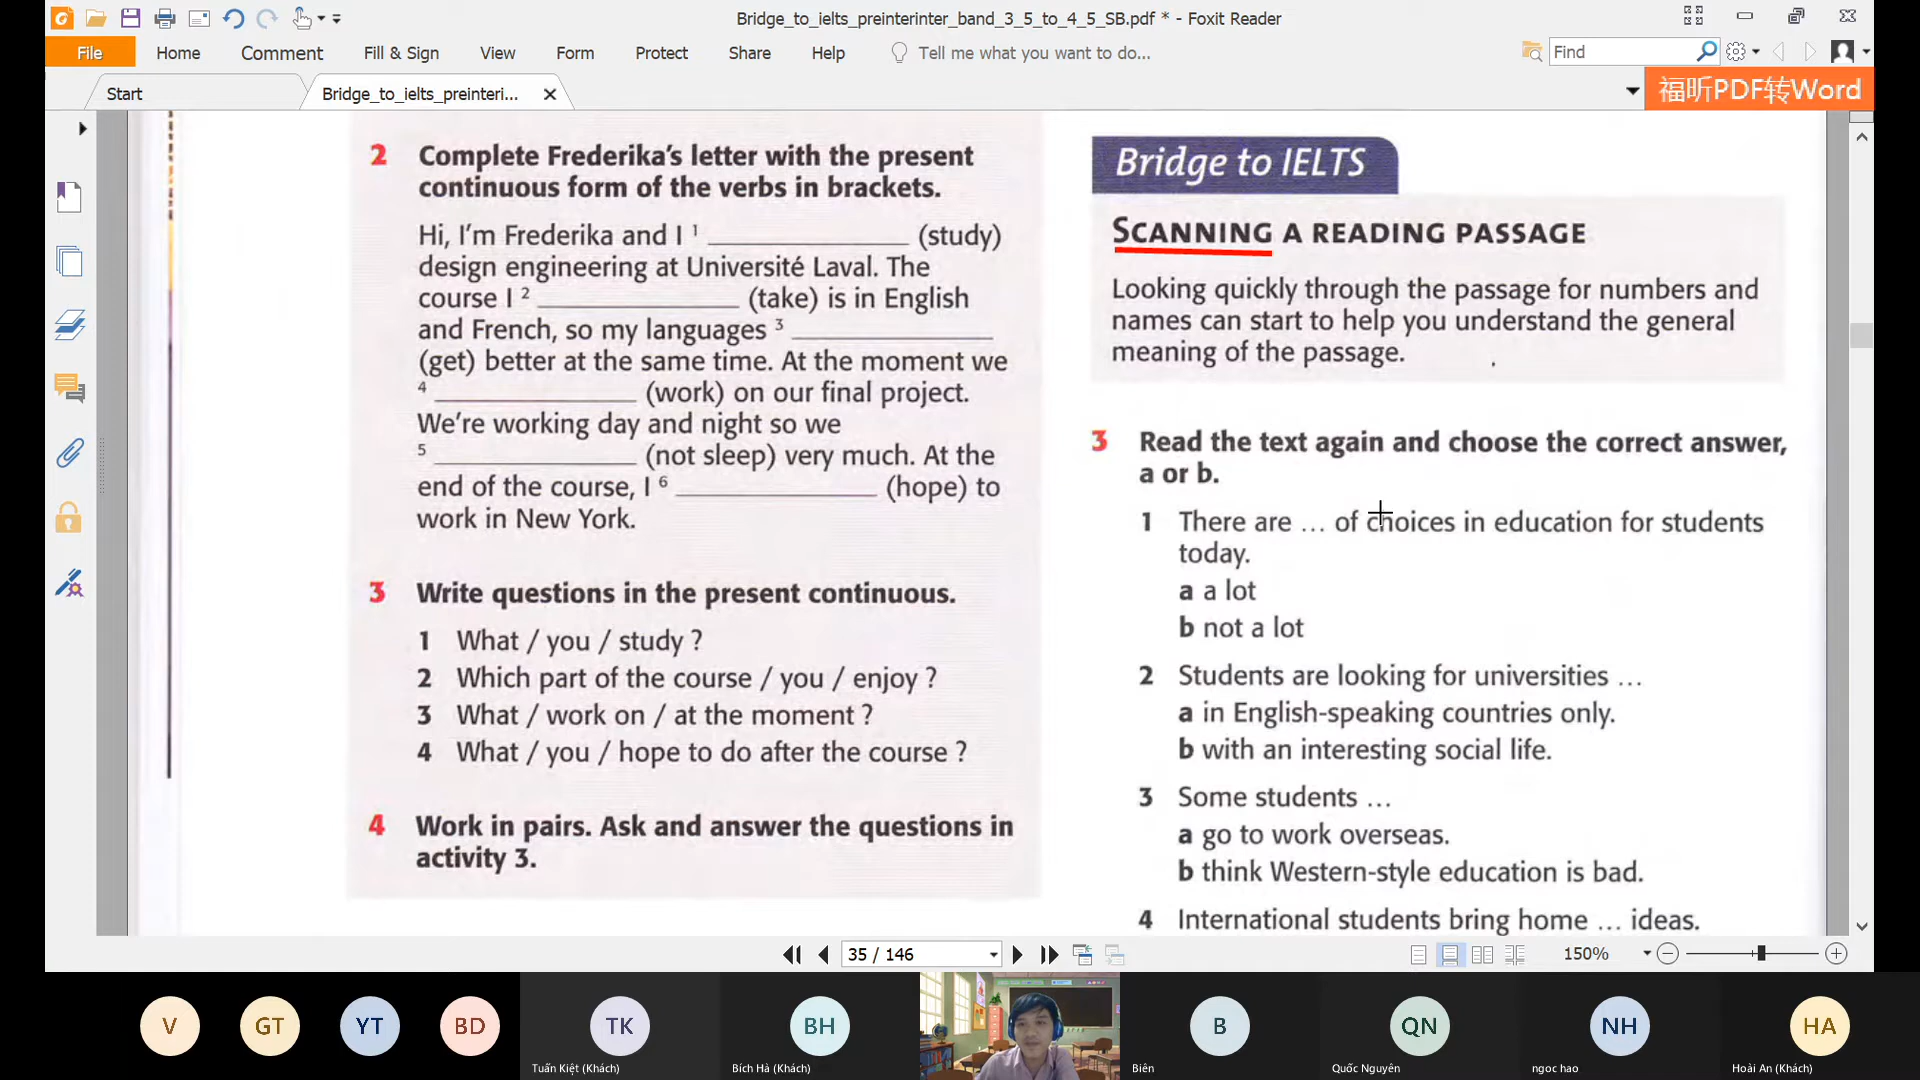 Bridge_to_ielts_preinterinter_band_3_5_to_4_5_SB.pdf * - Foxit Reader
File Home Comment Fill & Sign View Form Protect Share Help Tell me what you want to do... Find
Start Bridge_to_ielts_preinteri... 福昕PDF转Word
2 Complete Frederika's letter with the present
continuous form of the verbs in brackets.
Hi, I'm Frederika and I 1 ____________ (study)
design engineering at Université Laval. The
course I 2 ____________ (take) is in English
and French, so my languages 3 ____________
(get) better at the same time. At the moment we
4 ____________ (work) on our final project.
We're working day and night so we
5 ____________ (not sleep) very much. At the
end of the course, I 6 ____________ (hope) to
work in New York.
3 Write questions in the present continuous.
1 What / you / study ?
2 Which part of the course / you / enjoy ?
3 What / work on / at the moment ?
4 What / you / hope to do after the course ?
4 Work in pairs. Ask and answer the questions in
activity 3.
Bridge to IELTS
SCANNING A READING PASSAGE
Looking quickly through the passage for numbers and
names can start to help you understand the general
meaning of the passage.
3 Read the text again and choose the correct answer,
a or b.
1 There are ... of choices in education for students
today.
a a lot
b not a lot
2 Students are looking for universities ...
a in English-speaking countries only.
b with an interesting social life.
3 Some students ...
a go to work overseas.
b think Western-style education is bad.
4 International students bring home ... ideas.
35 / 146 150%
V GT YT BD TK BH B QN NH HA
Tuấn Kiệt (Khách) Bích Hà (Khách) Biên Quốc Nguyên ngoc hao Hoài An (Khách)